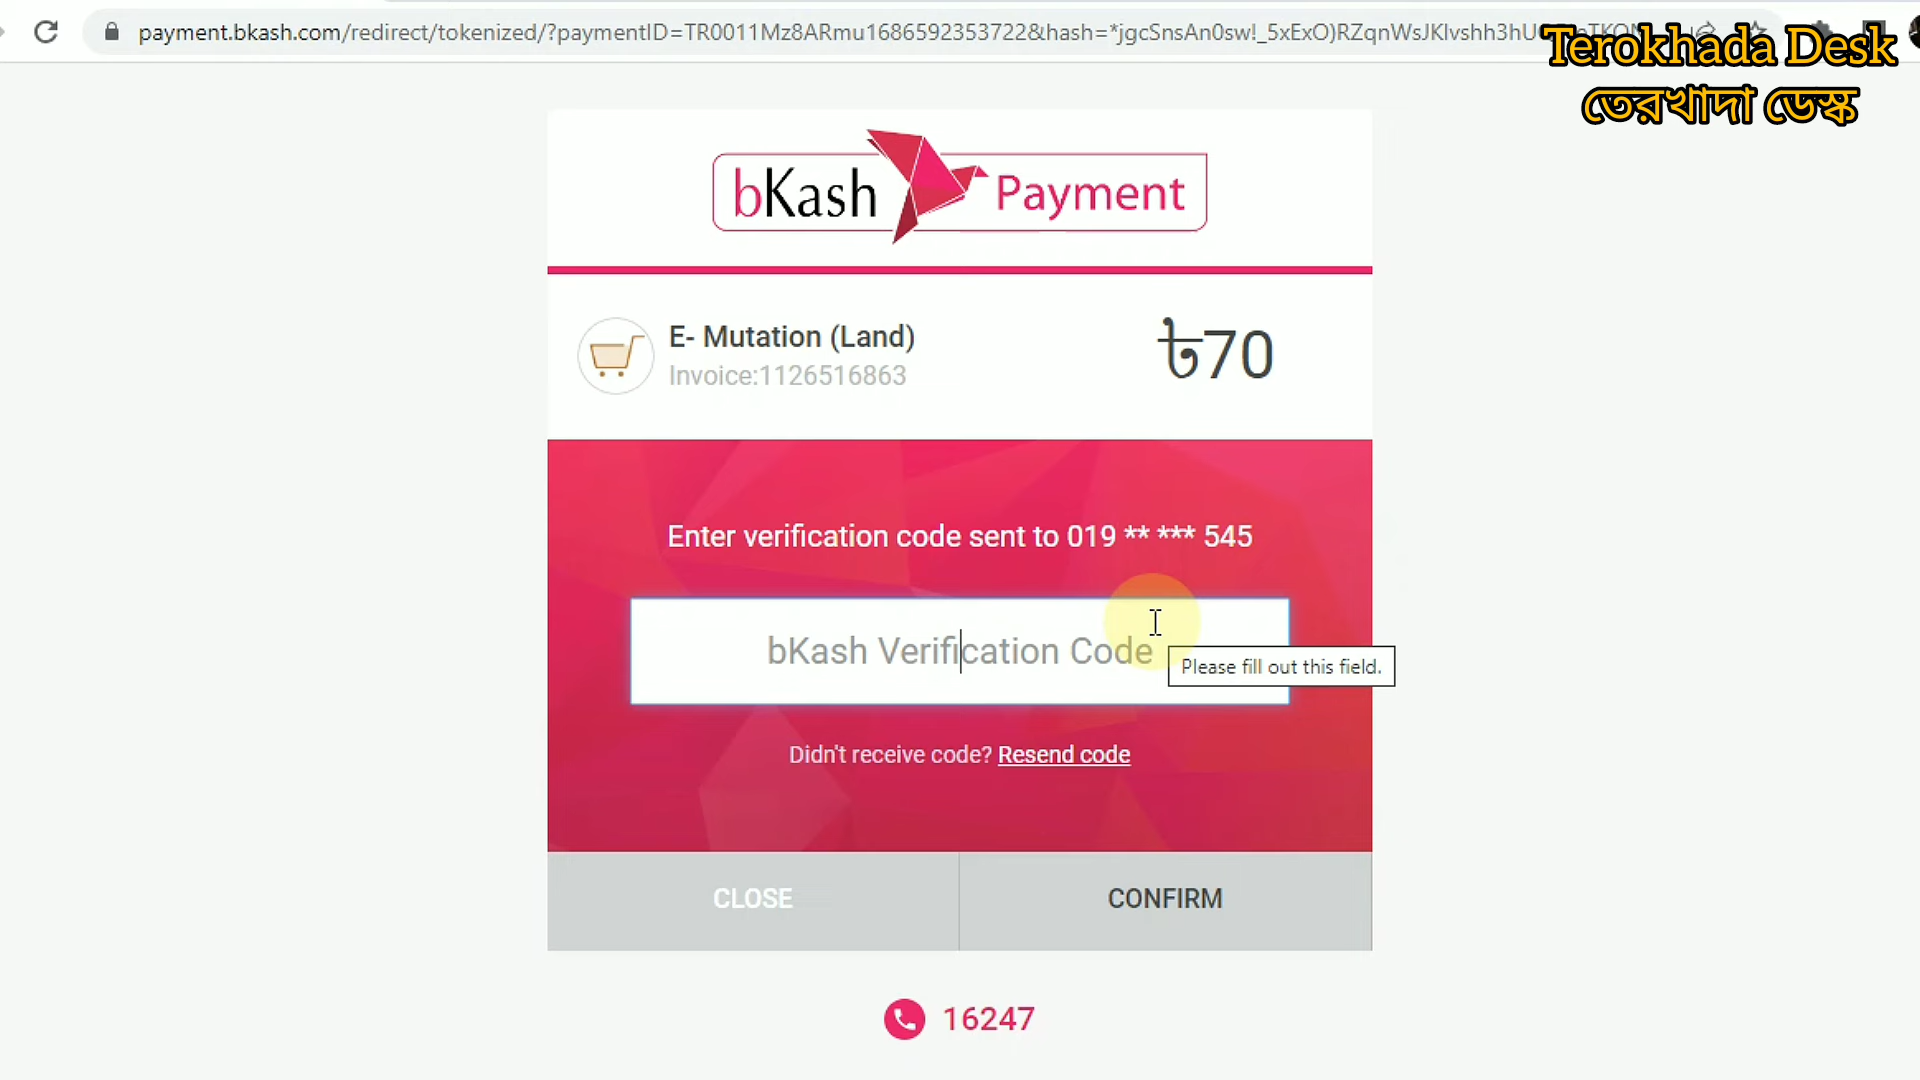 payment.bkash.com/redirect/tokenized/?paymentID=TR0011Mz8ARmu1686592353722&hash=*jgcSnsAn0sw!_5xExO)RZqnWsJKlvshh3hU
Terokhada Desk
তেরখাদা ডেস্ক
bKash Payment
E- Mutation (Land)
৳70
Invoice:1126516863
Enter verification code sent to 019 ** *** 545
bKash Verification Code
Please fill out this field.
Didn't receive code? Resend code
CLOSE
CONFIRM
16247